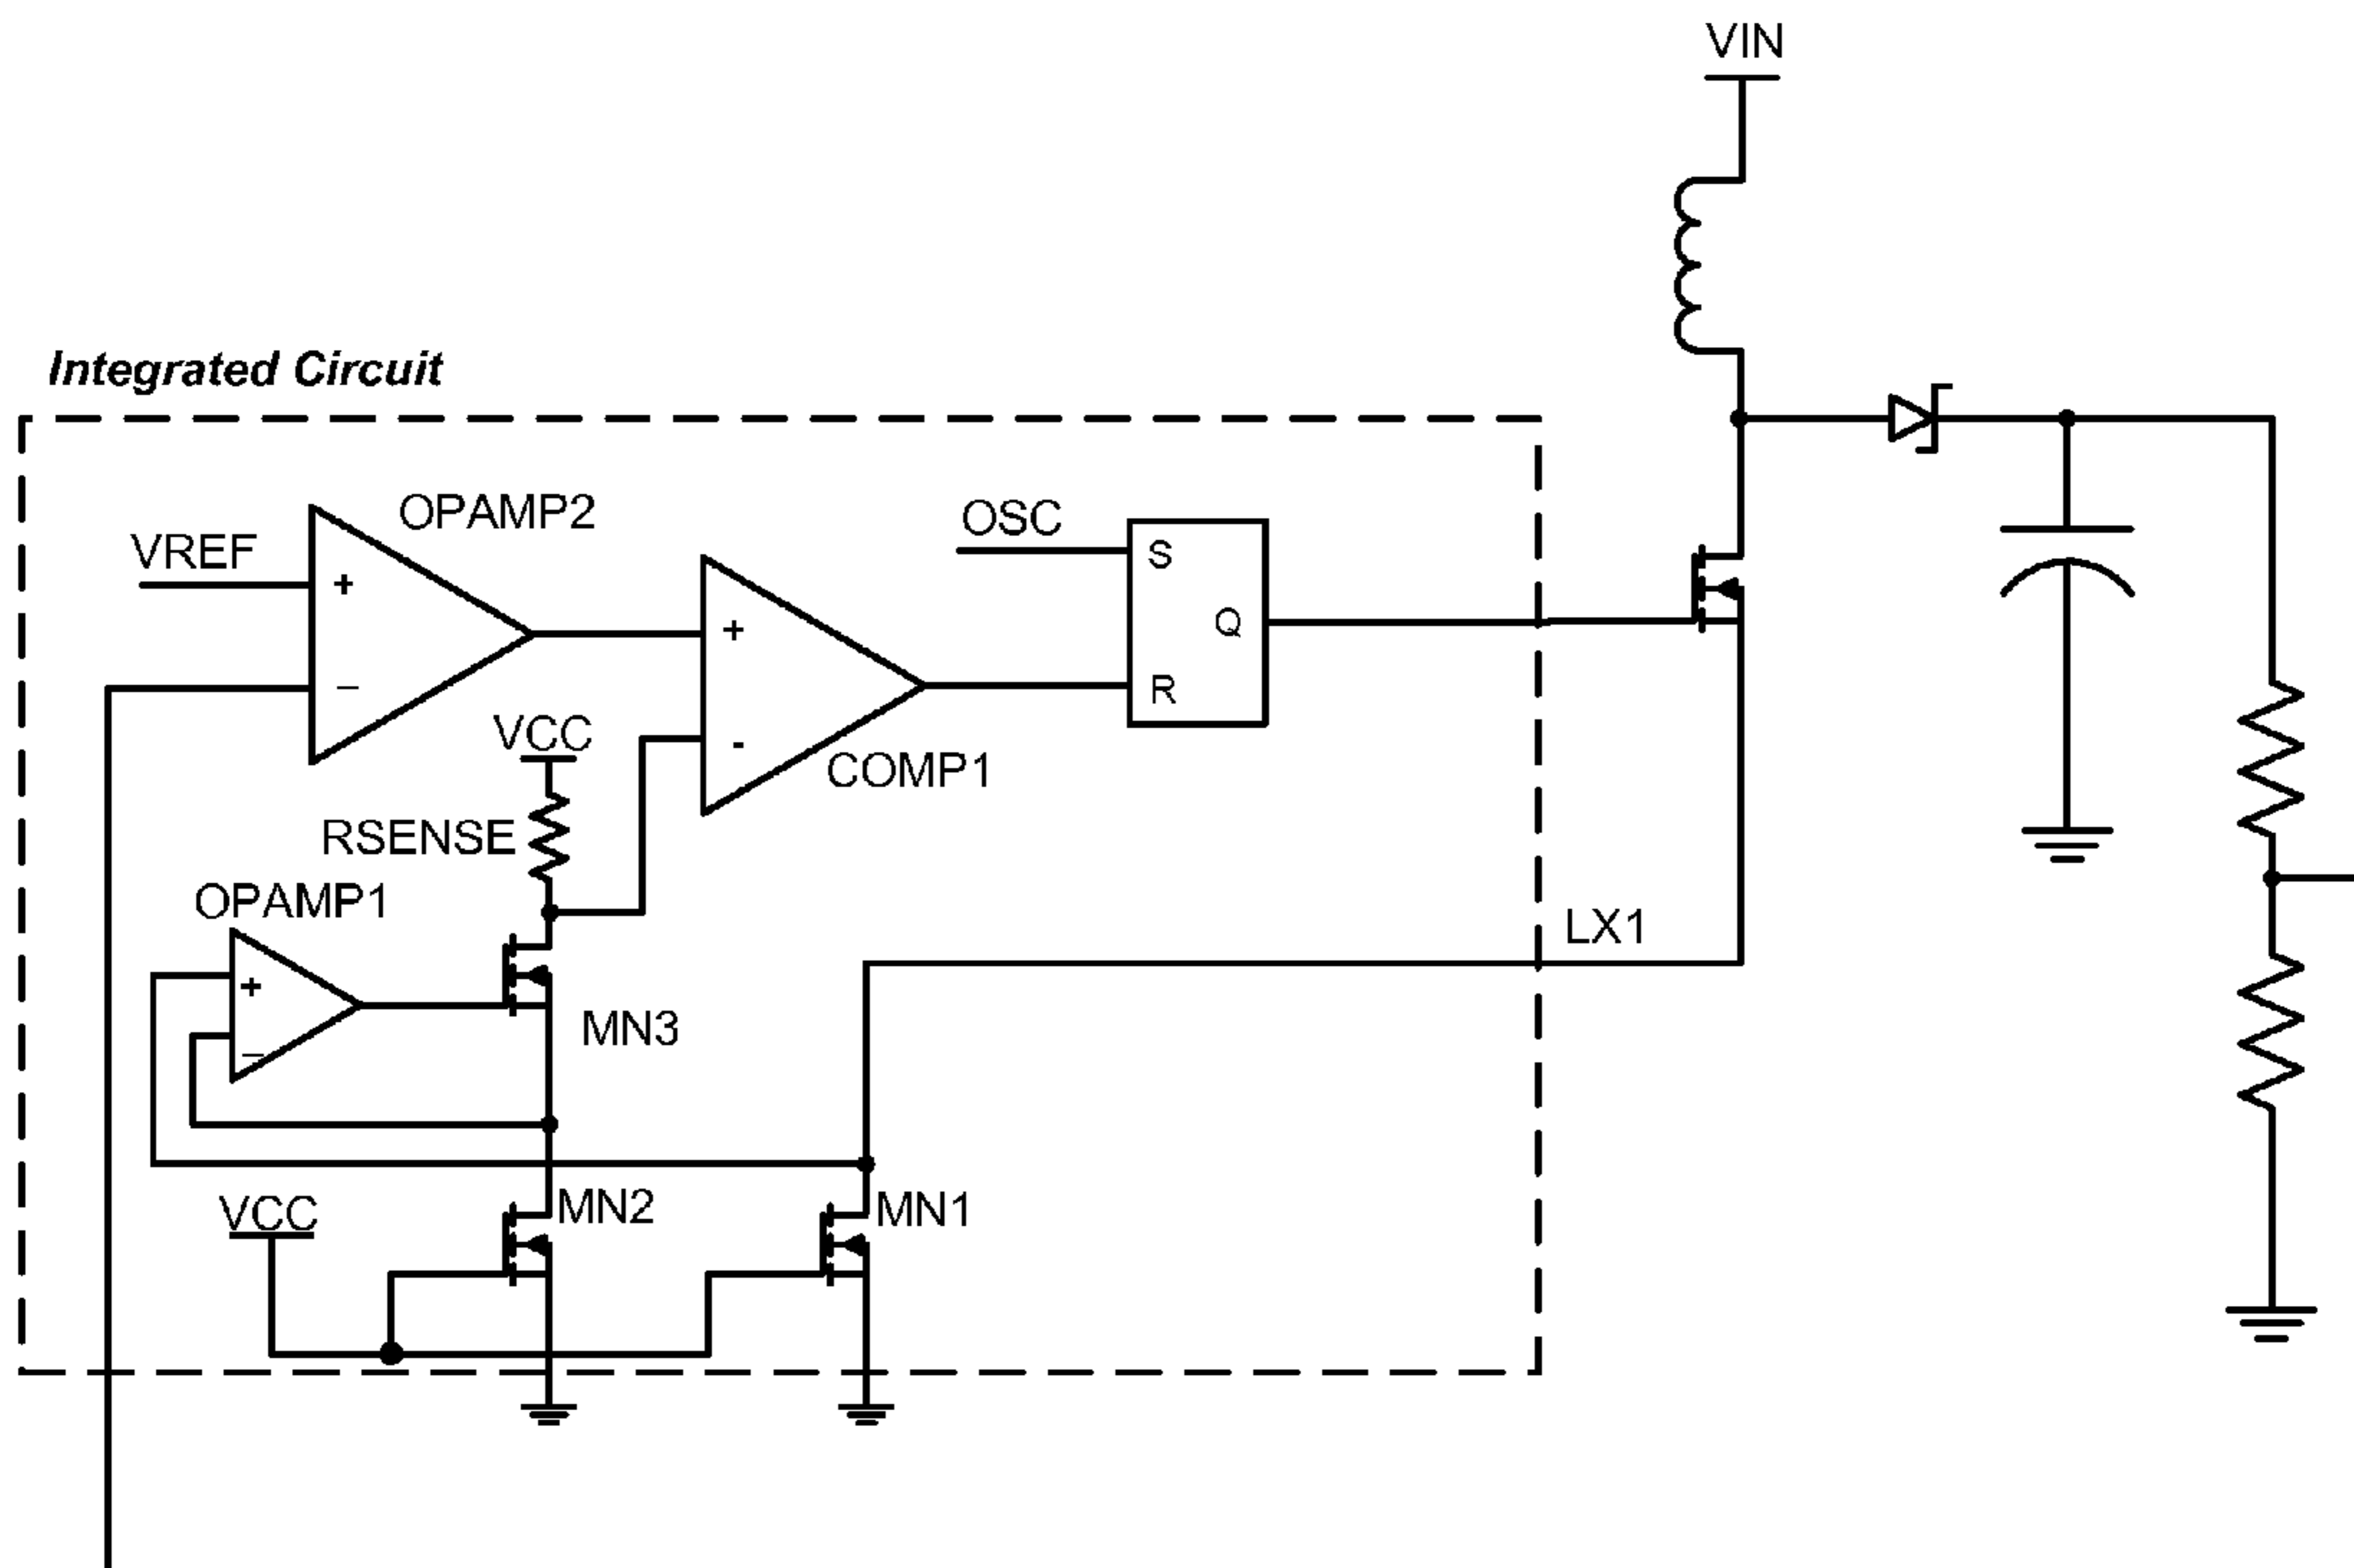 VIN
Integrated Circuit
OPAMP2
OSC
VREF
+
S
+
Q
−
R
VCC
-
COMP1
RSENSE
OPAMP1
LX1
+
MN3
−
VCC
MN2
MN1